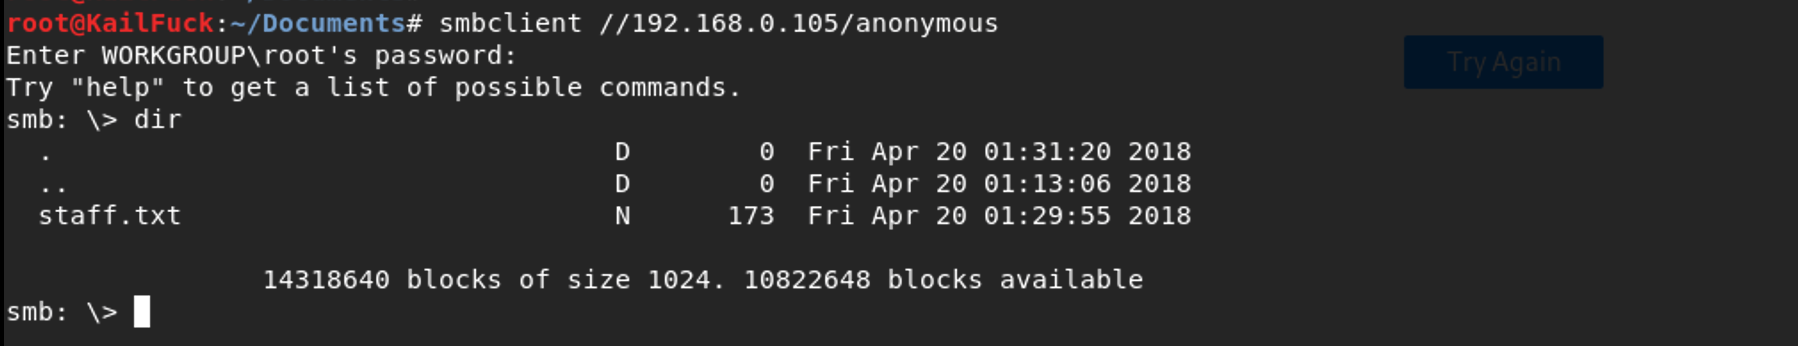 root@KailFuck:~/Documents# smbclient //192.168.0.105/anonymous
Enter WORKGROUP\root's password:
Try Again
Try "help" to get a list of possible commands.
smb: \> dir
. D 0 Fri Apr 20 01:31:20 2018
.. D 0 Fri Apr 20 01:13:06 2018
staff.txt N 173 Fri Apr 20 01:29:55 2018
14318640 blocks of size 1024. 10822648 blocks available
smb: \>